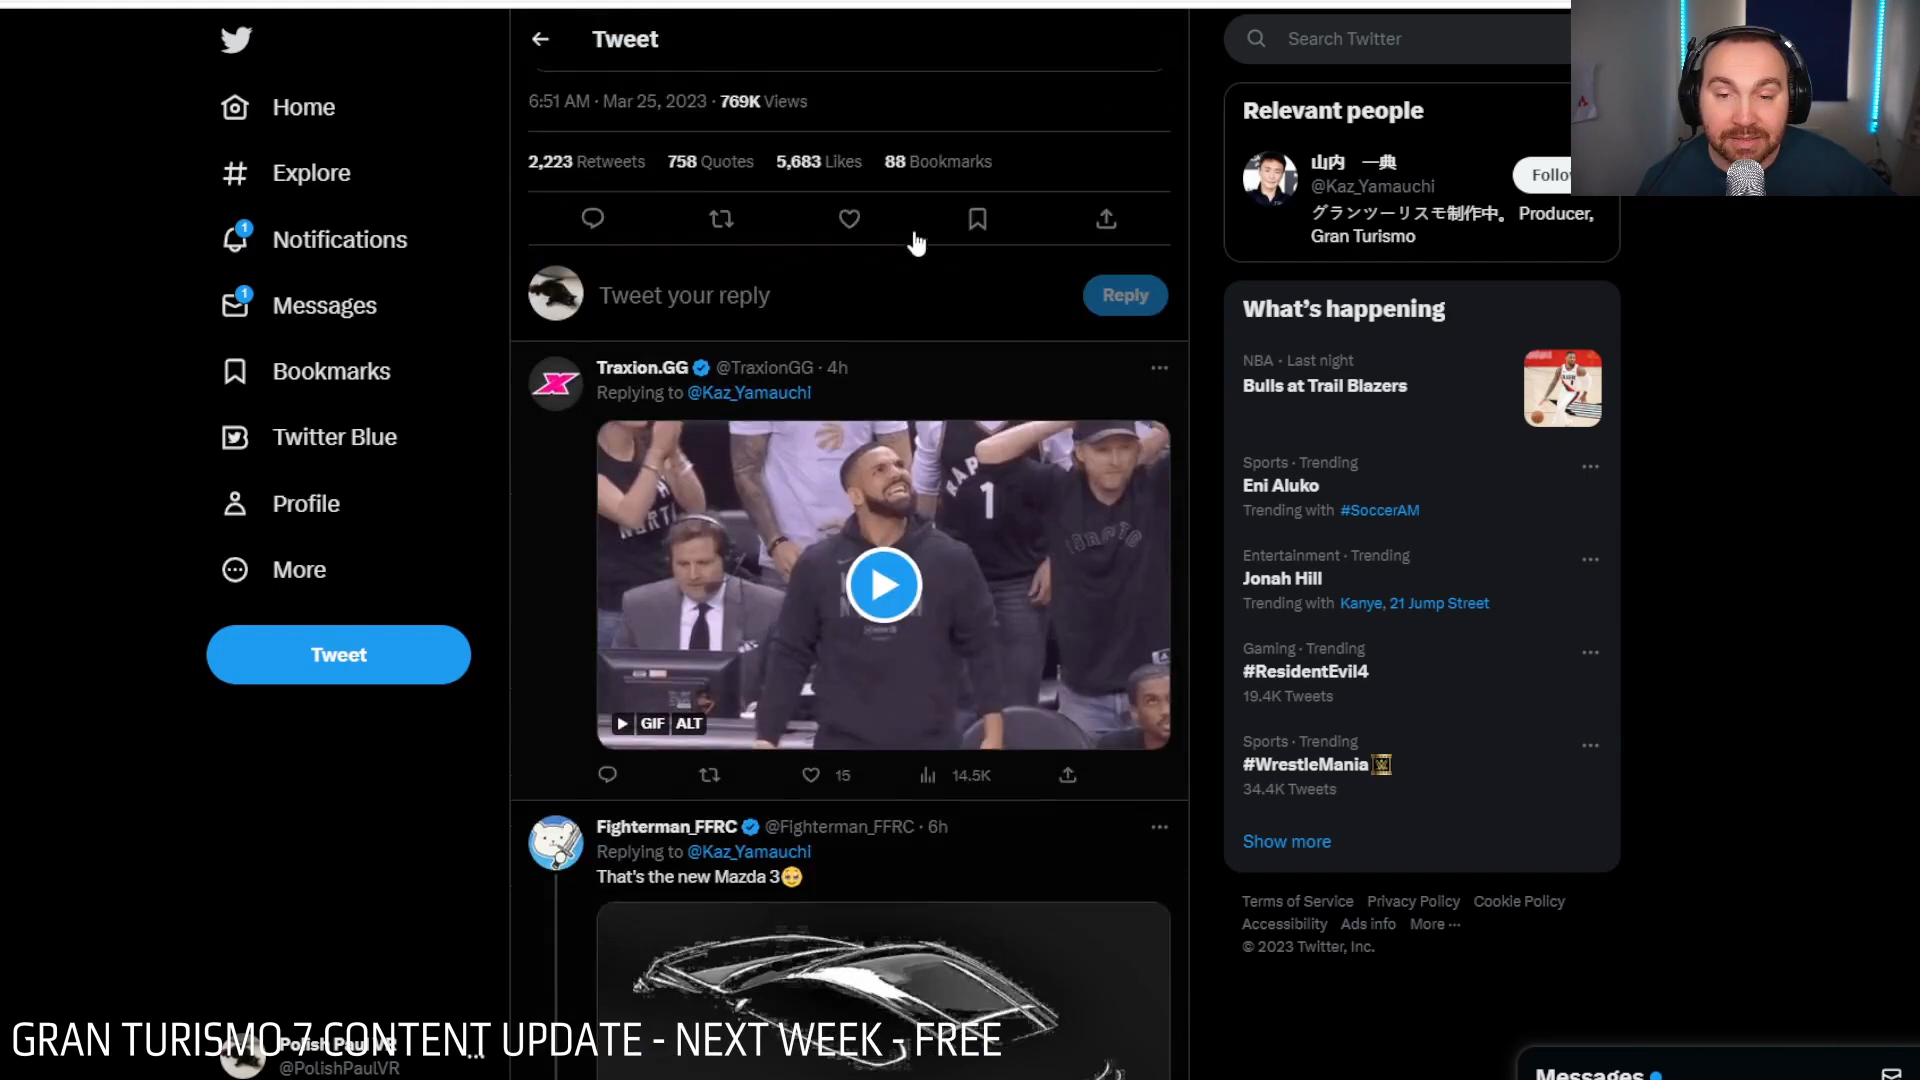 Tweet
Search Twitter
6:51 AM · Mar 25, 2023 · 769K Views
2,223 Retweets 758 Quotes 5,683 Likes 88 Bookmarks
Tweet your reply
Reply
Home
Explore
1
Notifications
1
Messages
Bookmarks
Twitter Blue
Profile
More
Tweet
Traxion.GG @TraxionGG · 4h
Replying to @Kaz_Yamauchi
NORTH
RAP
1
GIF ALT
15
14.5K
Fighterman_FFRC @Fighterman_FFRC · 6h
Replying to @Kaz_Yamauchi
That's the new Mazda 3
Relevant people
山内 一典
@Kaz_Yamauchi
Follo
グランツーリスモ制作中。 Producer,
Gran Turismo
What's happening
NBA · Last night
Bulls at Trail Blazers
Sports · Trending
Eni Aluko
Trending with #SoccerAM
Entertainment · Trending
Jonah Hill
Trending with Kanye, 21 Jump Street
Gaming · Trending
#ResidentEvil4
19.4K Tweets
Sports · Trending
#WrestleMania
34.4K Tweets
Show more
Terms of Service Privacy Policy Cookie Policy
Accessibility Ads info More ···
© 2023 Twitter, Inc.
GRAN TURISMO 7 CONTENT UPDATE - NEXT WEEK - FREE
Polish Paul VR
@PolishPaulVR
Messages